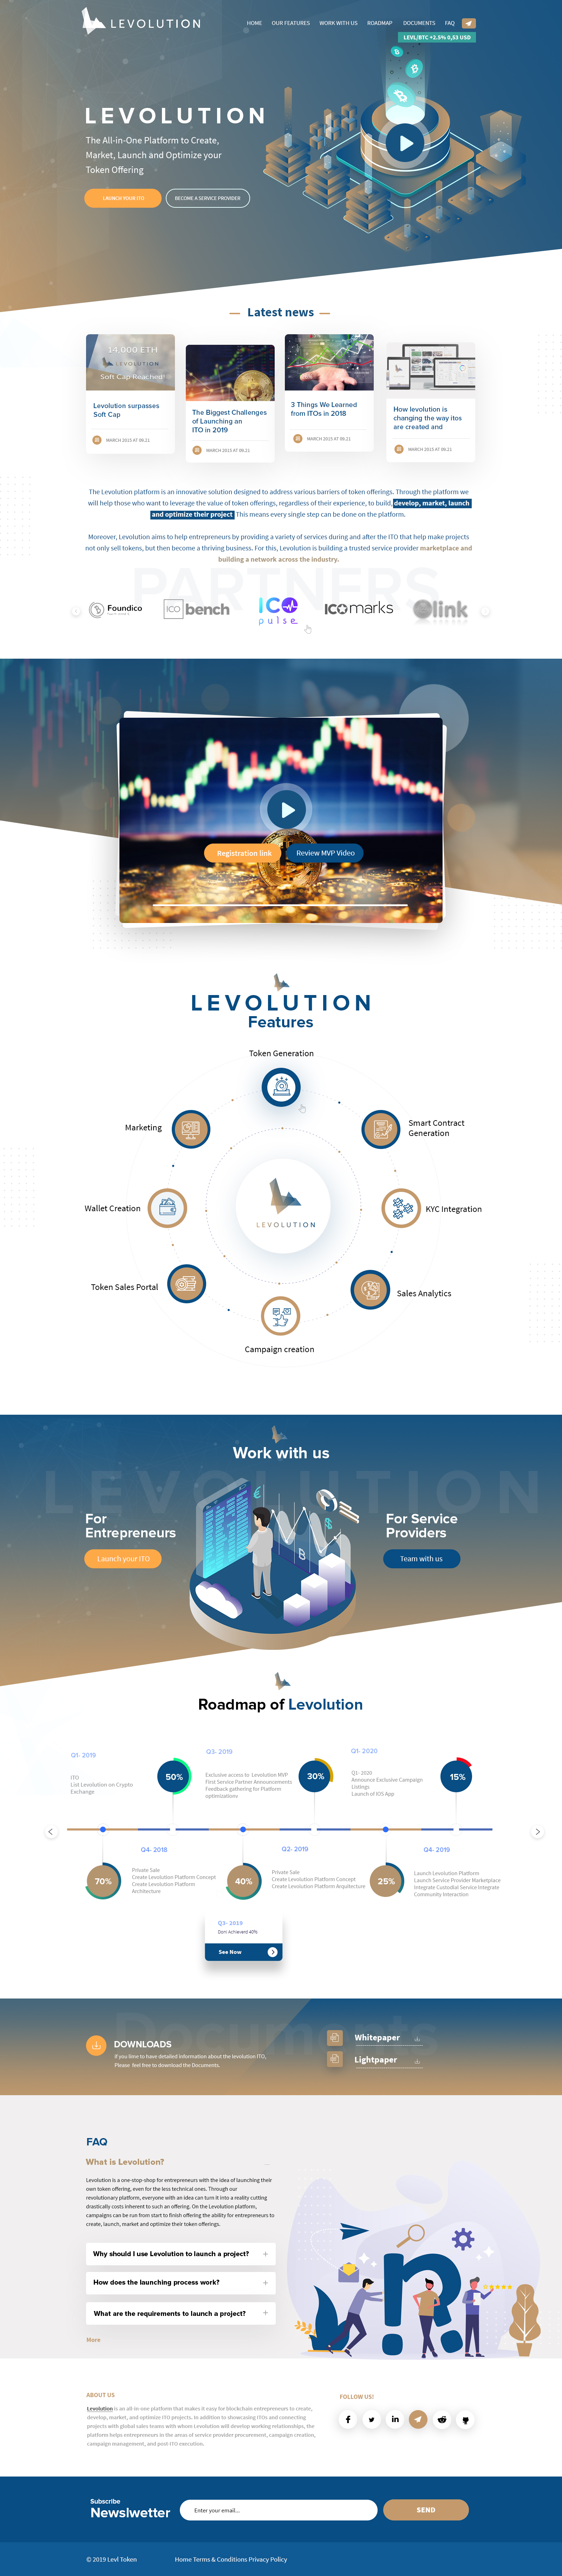 LEVOLUTION
HOME OUR FEATURES WORK WITH US ROADMAP DOCUMENTS FAQ
LEVL/BTC +2.5% 0,53 USD
LEVOLUTION
The All-in-One Platform to Create,
Market, Launch and Optimize your
Token Offering
LAUNCH YOUR ITO
BECOME A SERVICE PROVIDER
Latest news
14,000 ETH
LEVOLUTION
Soft Cap Reached!
Levolution surpasses
Soft Cap
MARCH 2015 AT 09.21
The Biggest Challenges
of Launching an
ITO in 2019
MARCH 2015 AT 09.21
3 Things We Learned
from ITOs in 2018
MARCH 2015 AT 09.21
How levolution is
changing the way itos
are created and
MARCH 2015 AT 09.21
The Levolution platform is an innovative solution designed to address various barriers of token offerings. Through the platform we
will help those who want to leverage the value of token offerings, regardless of their experience, to build, develop, market, launch
and optimize their project This means every single step can be done on the platform.
Moreover, Levolution aims to help entrepreneurs by providing a variety of services during and after the ITO that help make projects
not only sell tokens, but then become a thriving business. For this, Levolution is building a trusted service provider marketplace and
building a network across the industry.
PARTNERS
Foundico
ICO bench
ICO pulse
ICOmarks
link
Registration link
Review MVP Video
LEVOLUTION
Features
Token Generation
Marketing
Smart Contract
Generation
Wallet Creation
LEVOLUTION
KYC Integration
Token Sales Portal
Sales Analytics
Campaign creation
LEVOLUTION
Work with us
For
Entrepreneurs
Launch your ITO
For Service
Providers
Team with us
Roadmap of Levolution
Q1- 2019
ITO
List Levolution on Crypto
Exchange
50%
Q3- 2019
Exclusive access to Levolution MVP
First Service Partner Announcements
Feedback gathering for Platform
optimizations
30%
Q1- 2020
Q1- 2020
Announce Exclusive Campaign
Listings
Launch of IOS App
15%
70%
Q4- 2018
Private Sale
Create Levolution Platform Concept
Create Levolution Platform
Architecture
40%
Q2- 2019
Private Sale
Create Levolution Platform Concept
Create Levolution Platform Arquitecture
25%
Q4- 2019
Launch Levolution Platform
Launch Service Provider Marketplace
Integrate Custodial Service Integrate
Community Interaction
Q3- 2019
Don! Achievard 40%
See Now
DOWNLOADS
If you lime to have detailed information about the levolution ITO,
Please feel free to download the Documents.
Whitepaper
Lightpaper
FAQ
What is Levolution?
Levolution is a one-stop-shop for entrepreneurs with the idea of launching their
own token offering, even for the less technical ones. Through our
revolutionary platform, everyone with an idea can turn it into a reality cutting
drastically costs inherent to such an offering. On the Levolution platform,
campaigns can be run from start to finish offering the ability for entrepreneurs to
create, launch, market and optimize their token offerings.
Why should I use Levolution to launch a project?
How does the launching process work?
What are the requirements to launch a project?
More
ABOUT US
Levolution is an all-in-one platform that makes it easy for blockchain entrepreneurs to create,
develop, market, and optimize ITO projects. In addition to showcasing ITOs and connecting
projects with global sales teams with whom Levolution will develop working relationships, the
platform helps entrepreneurs in the areas of service provider procurement, campaign creation,
campaign management, and post-ITO execution.
FOLLOW US!
Subscribe
Newslwetter
Enter your email...
SEND
© 2019 Levl Token
Home Terms & Conditions Privacy Policy